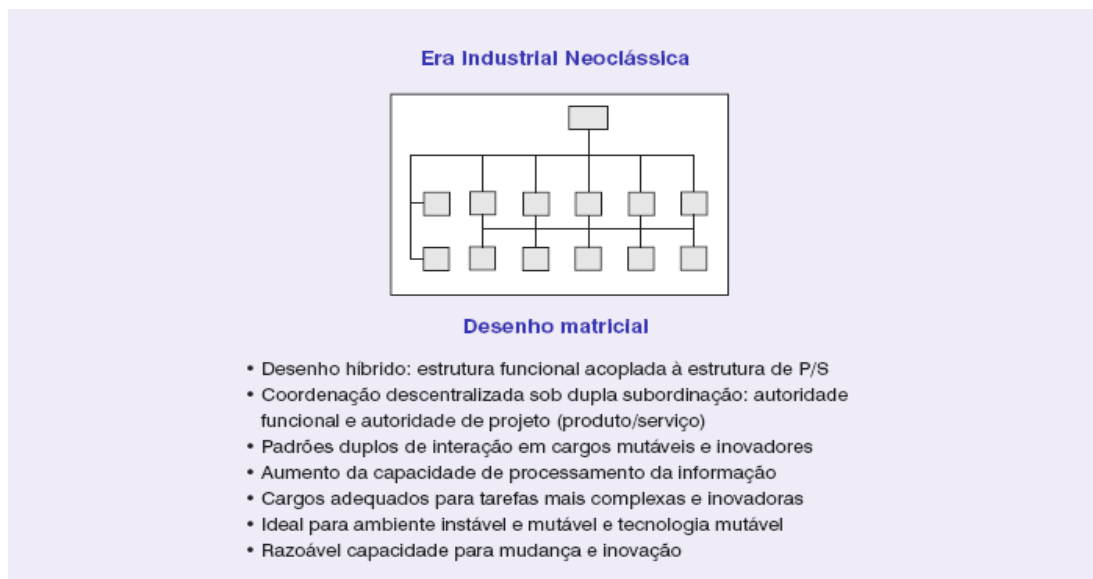 Era Industrial Neoclássica
Desenho matricial
• Desenho híbrido: estrutura funcional acoplada à estrutura de P/S
• Coordenação descentralizada sob dupla subordinação: autoridade
funcional e autoridade de projeto (produto/serviço)
• Padrões duplos de interação em cargos mutáveis e inovadores
• Aumento da capacidade de processamento da informação
• Cargos adequados para tarefas mais complexas e inovadoras
• Ideal para ambiente instável e mutável e tecnologia mutável
• Razoável capacidade para mudança e inovação